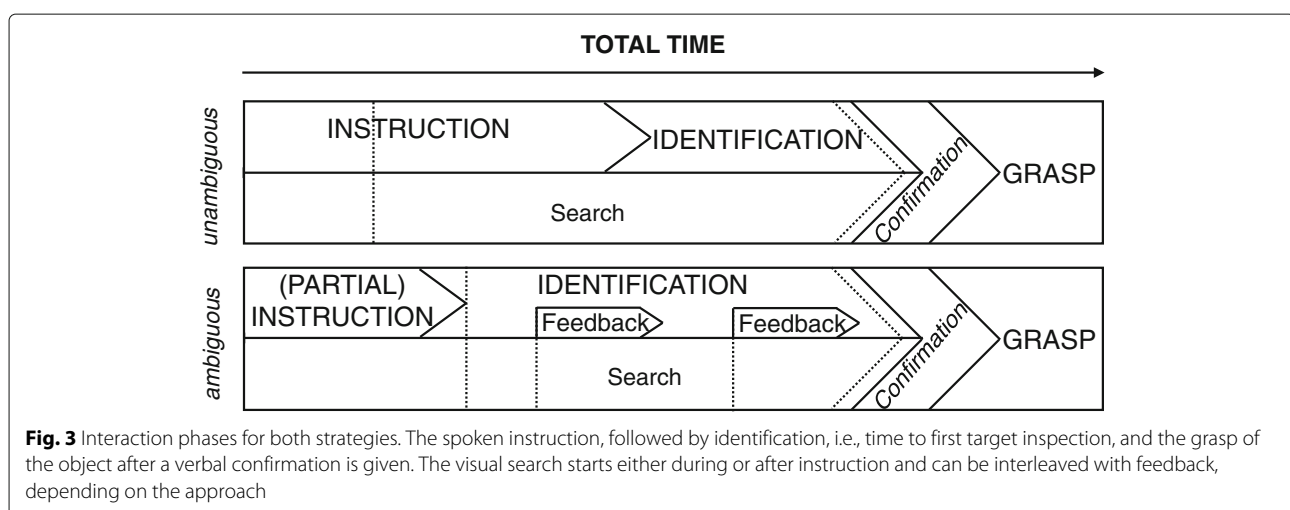 TOTAL TIME
unambiguous
INSTRUCTION
IDENTIFICATION
Search
Confirmation
GRASP
ambiguous
(PARTIAL)
INSTRUCTION
IDENTIFICATION
Feedback
Feedback
Search
Confirmation
GRASP
Fig. 3 Interaction phases for both strategies. The spoken instruction, followed by identification, i.e., time to first target inspection, and the grasp of
the object after a verbal confirmation is given. The visual search starts either during or after instruction and can be interleaved with feedback,
depending on the approach